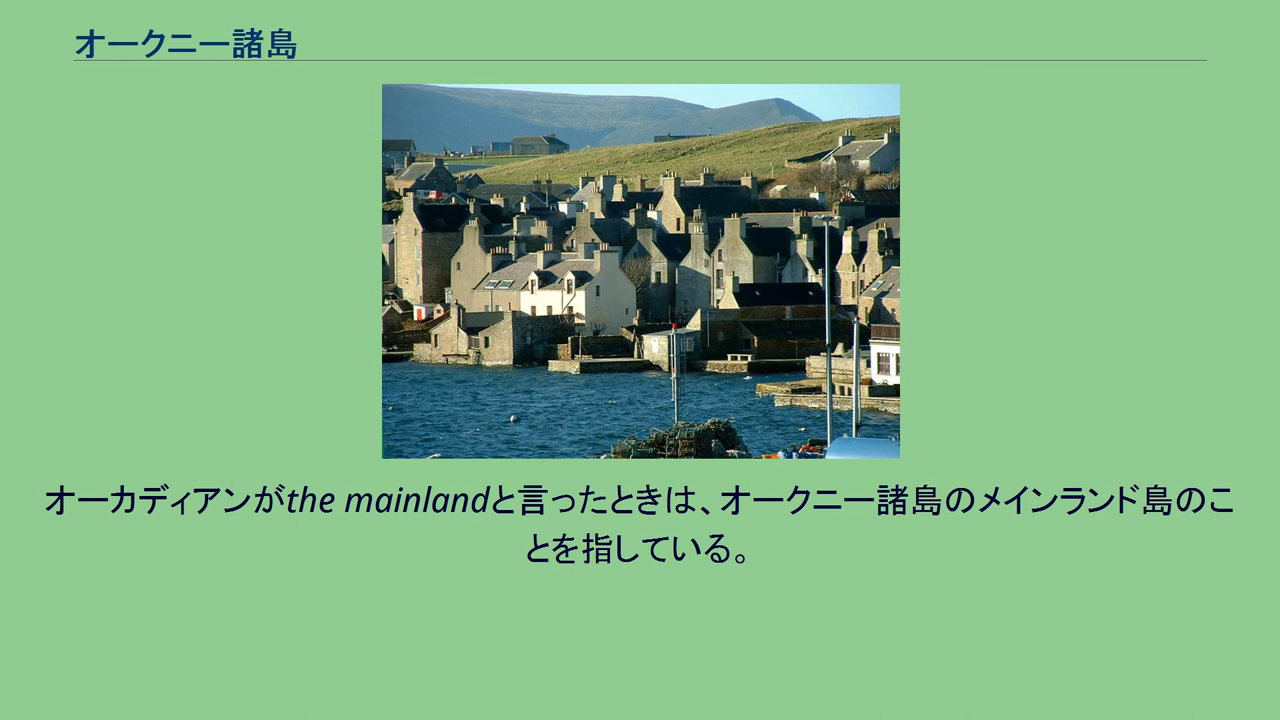 オークニー諸島
オーカディアンがthe mainlandと言ったときは、オークニー諸島のメインランド島のこ
とを指している。